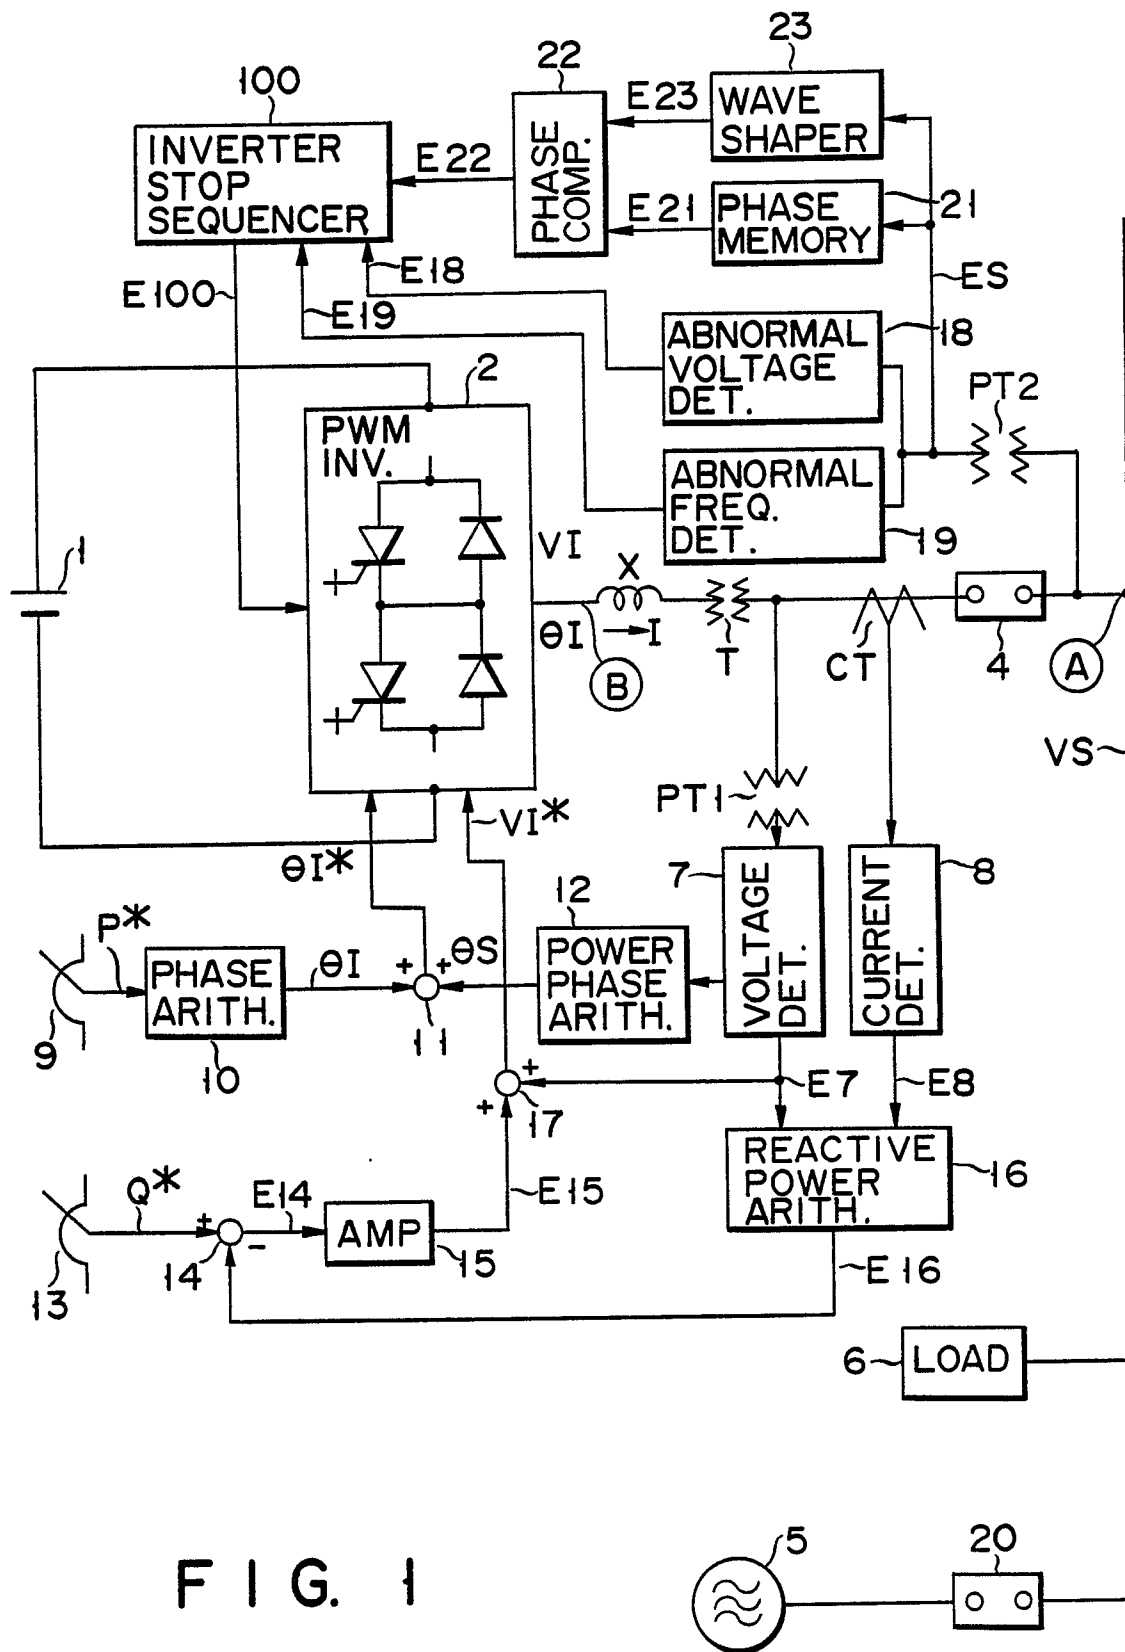 23
22
100
E23
WAVE
SHAPER
INVERTER
STOP
SEQUENCER
E22
PHASE
COMP.
E21
PHASE
MEMORY
21
E18
ES
E100
E19
ABNORMAL
VOLTAGE
DET.
18
2
PT2
PWM
INV.
ABNORMAL
FREQ.
DET.
19
1
VI
X
θI
I
B
T
CT
4
A
VS
PT1
VI*
θI*
7
VOLTAGE
DET.
CURRENT
DET.
8
12
P*
θI
+
+
θS
POWER
PHASE
ARITH.
PHASE
ARITH.
9
10
11
+
+
17
E7
E8
REACTIVE
POWER
ARITH.
16
Q*
+
-
E14
AMP
E15
13
14
15
E16
6
LOAD
5
20
FIG. 1